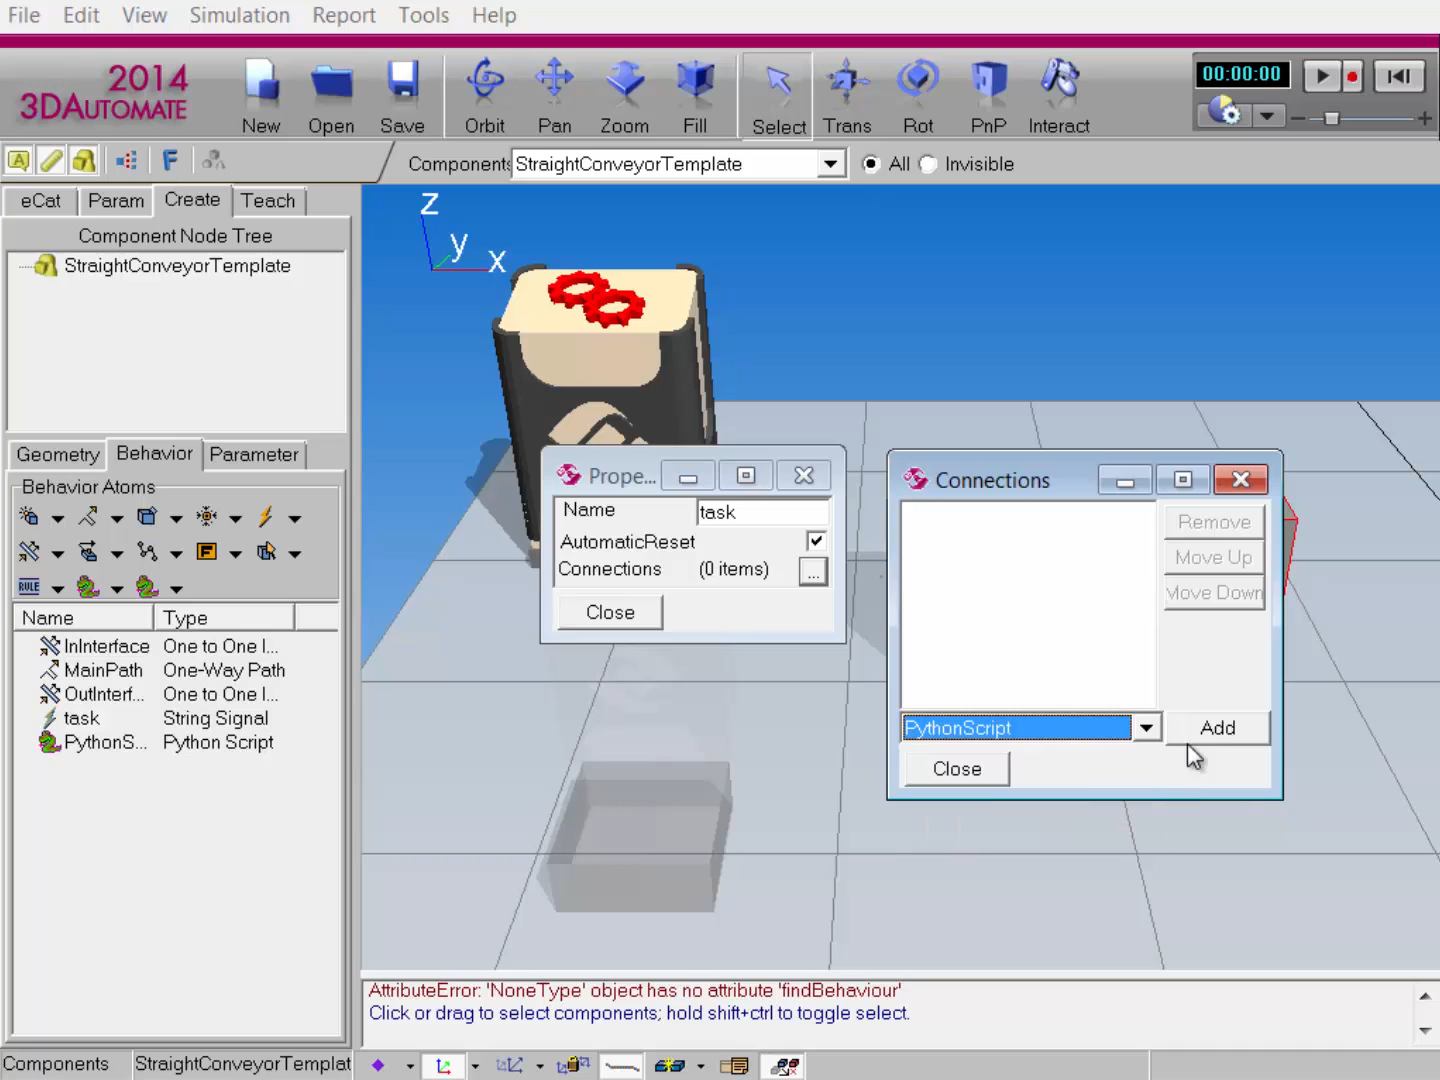 File Edit View Simulation Report Tools Help
2014
3DAUTOMATE
New Open Save Orbit Pan Zoom Fill Select Trans Rot PnP Interact
00:00:00
Components StraightConveyorTemplate All Invisible
eCat Param Create Teach
Component Node Tree
StraightConveyorTemplate
Z
y
X
Geometry Behavior Parameter
Behavior Atoms
F
RULE
Name Type
InInterface One to One I...
MainPath One-Way Path
OutInterf... One to One I...
task String Signal
PythonS... Python Script
Prope...
Name task
AutomaticReset
Connections (0 items) ...
Close
Connections
Remove
Move Up
Move Down
PythonScript Add
Close
AttributeError: 'NoneType' object has no attribute 'findBehaviour'
Click or drag to select components; hold shift+ctrl to toggle select.
Components StraightConveyorTemplat